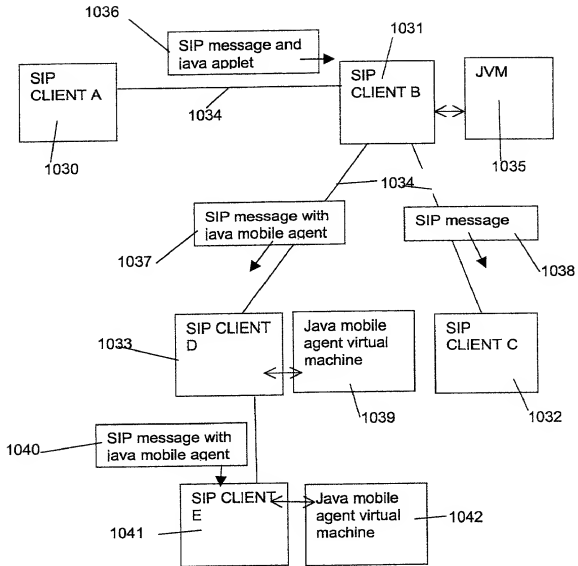 1036
SIP message and
java applet
1031
SIP
CLIENT A
SIP
CLIENT B
JVM
1034
1030
1035
1034
SIP message with
java mobile agent
SIP message
1037
1038
SIP CLIENT
D
Java mobile
agent virtual
machine
SIP
CLIENT C
1033
1039
1032
1040
SIP message with
java mobile agent
SIP CLIENT
E
Java mobile
agent virtual
machine
1041
1042